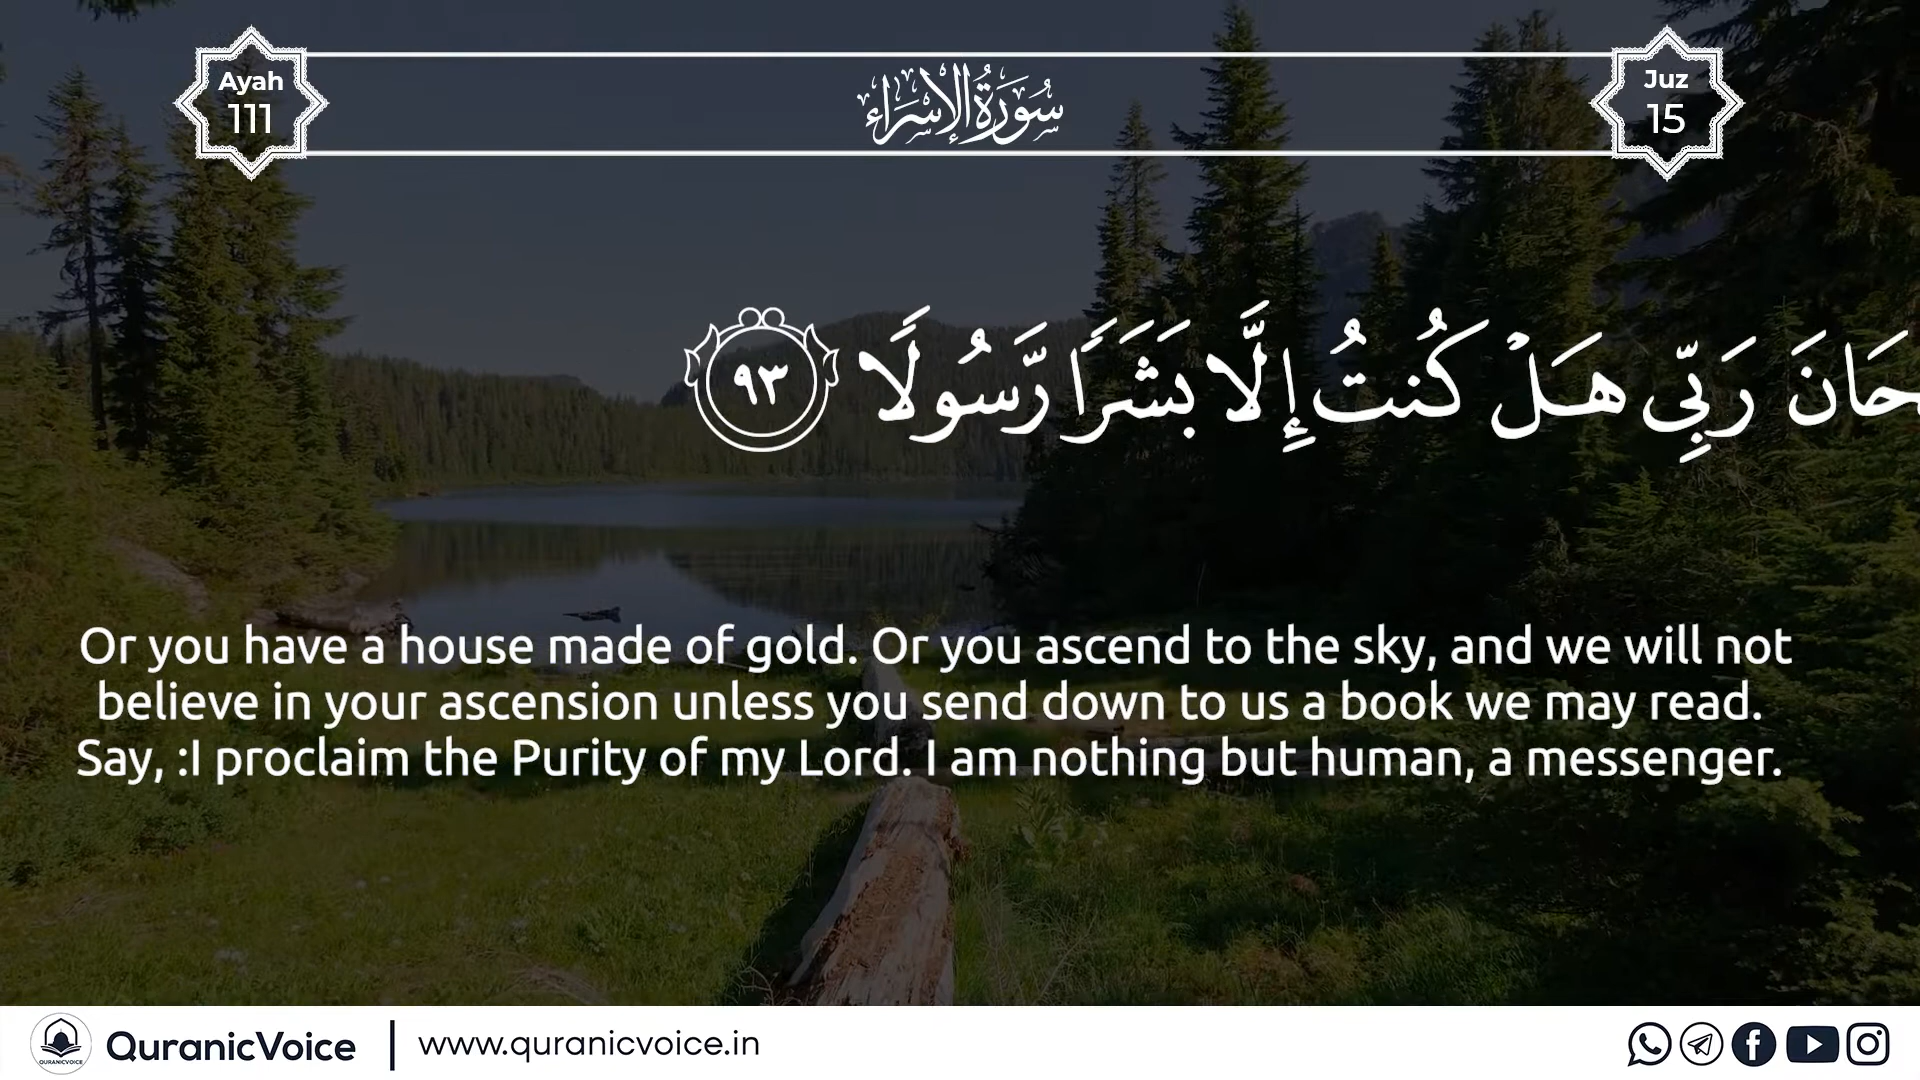 Ayah
111
سُورَةُ الإِسْرَاء
Juz
15
حَانَ رَبِّي هَلْ كُنتُ إِلَّا بَشَرًا رَّسُولًا ٩٣
Or you have a house made of gold. Or you ascend to the sky, and we will not
believe in your ascension unless you send down to us a book we may read.
Say, :I proclaim the Purity of my Lord. I am nothing but human, a messenger.
QURANICVOICE
QuranicVoice
www.quranicvoice.in